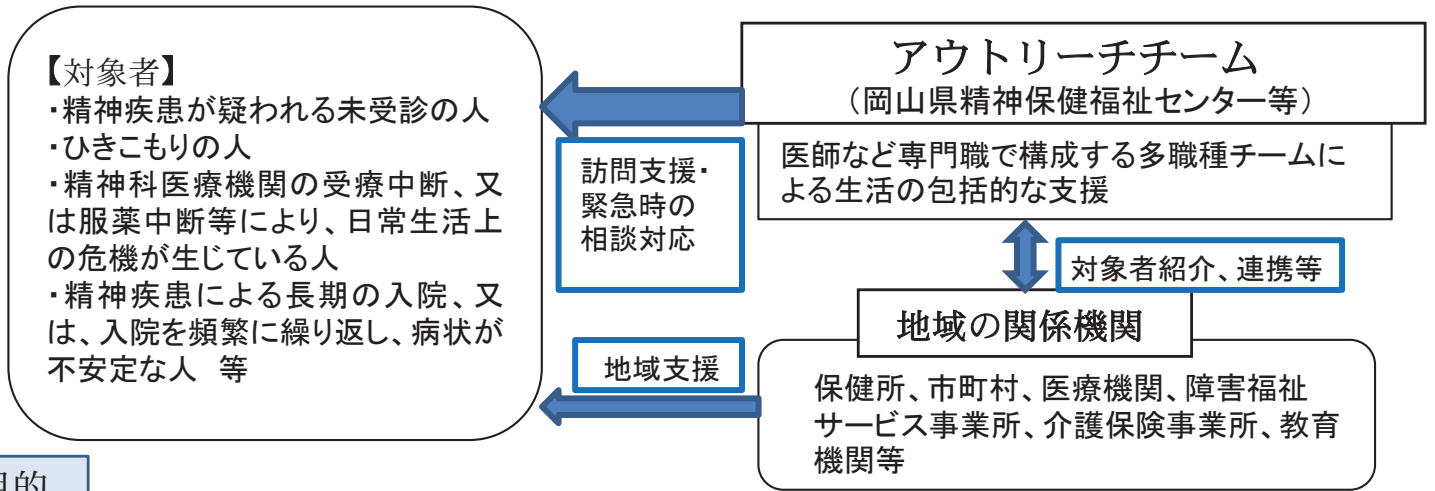 【対象者】
・精神疾患が疑われる未受診の人
・ひきこもりの人
・精神科医療機関の受療中断、又
は服薬中断等により、日常生活上
の危機が生じている人
・精神疾患による長期の入院、又
は、入院を頻繁に繰り返し、病状が
不安定な人　等
訪問支援・
緊急時の
相談対応
アウトリーチチーム
（岡山県精神保健福祉センター等）
医師など専門職で構成する多職種チームに
よる生活の包括的な支援
対象者紹介、連携等
地域の関係機関
地域支援
保健所、市町村、医療機関、障害福祉
サービス事業所、介護保険事業所、教育
機関等